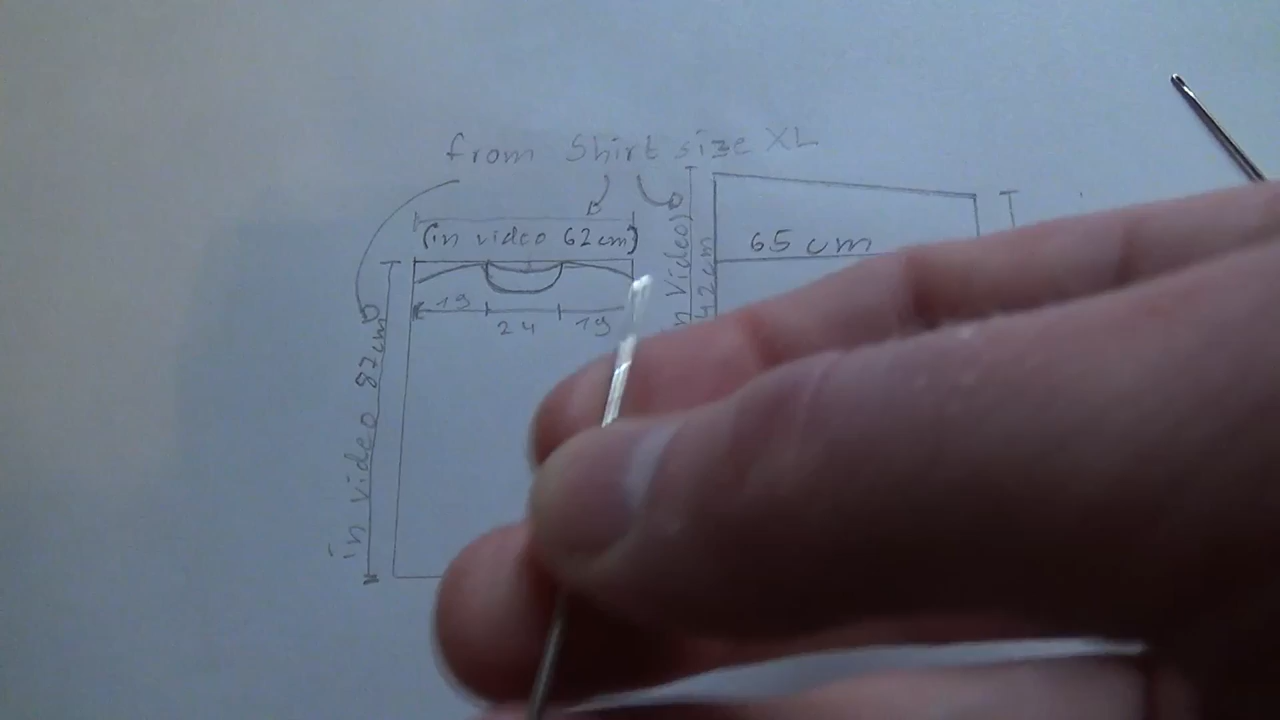 from Shirt size XL
(in video 62cm)
19
24
19
in video 87cm
in video)
42cm
65 cm